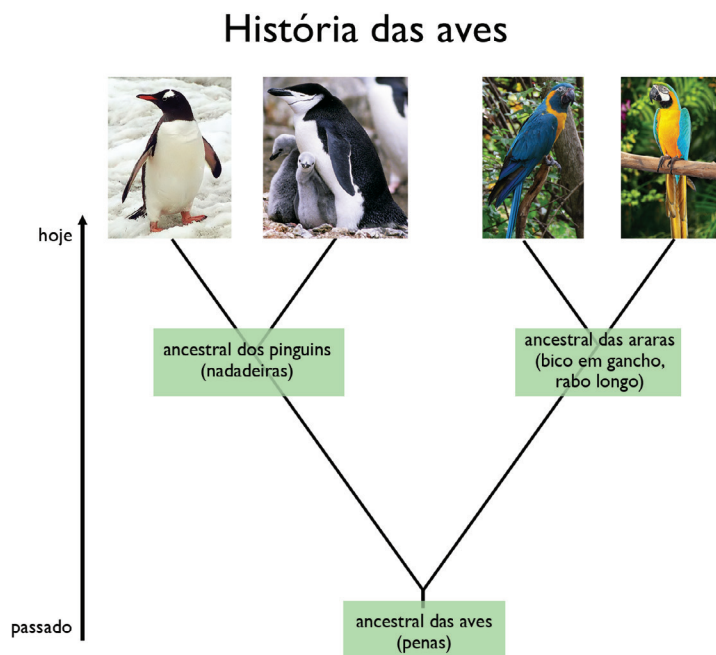 História das aves
hoje
ancestral dos pinguins
(nadadeiras)
ancestral das araras
(bico em gancho,
rabo longo)
passado
ancestral das aves
(penas)